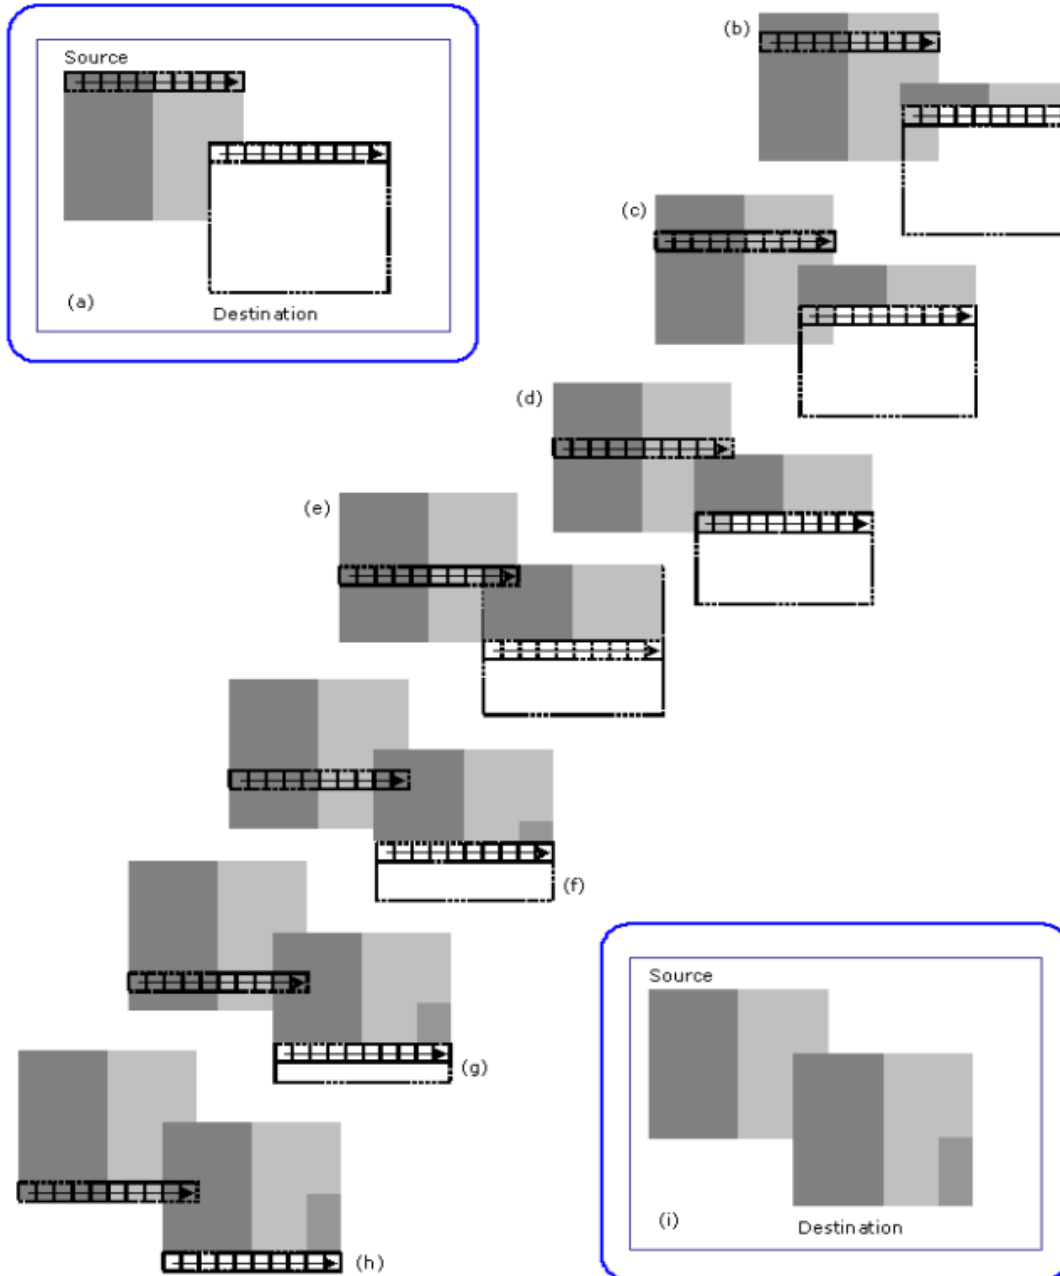 Source
(a)
Destination
(b)
(c)
(d)
(e)
(f)
(g)
(h)
Source
(i)
Destination